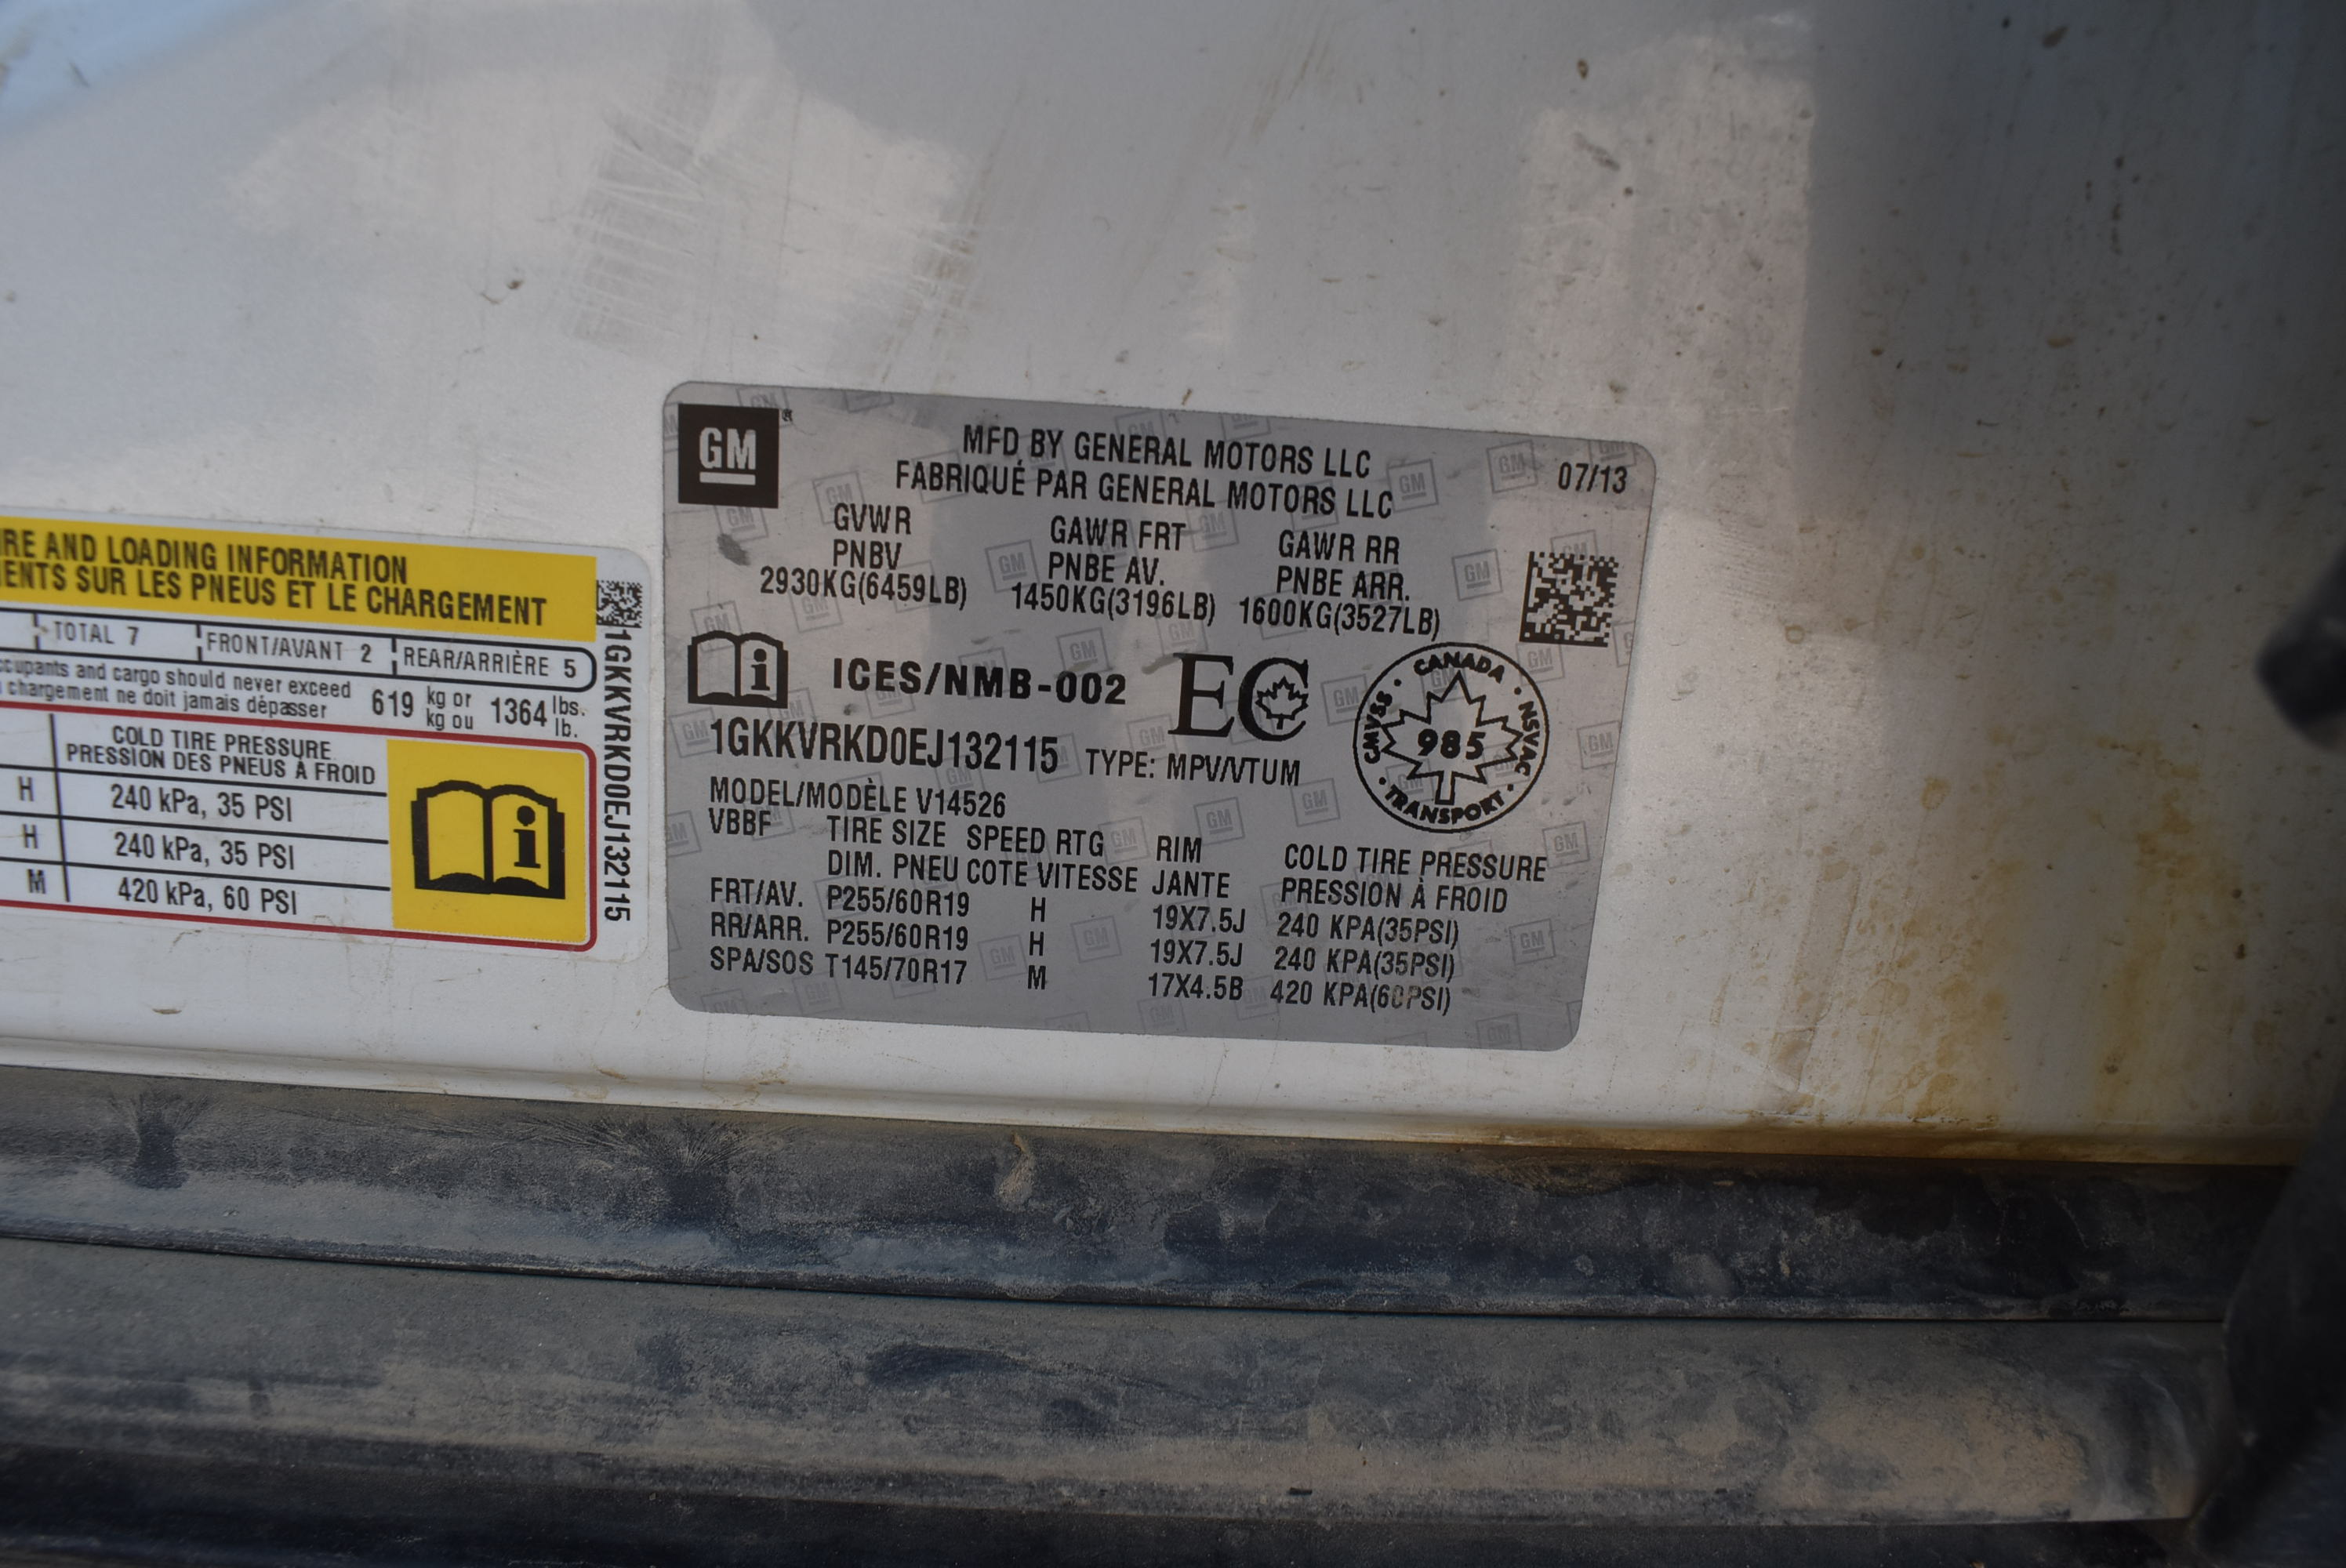 RE AND LOADING INFORMATION
ENTS SUR LES PNEUS ET LE CHARGEMENT
TOTAL 7 FRONT/AVANT 2 REAR/ARRIÈRE 5
ccupants and cargo should never exceed
chargement ne doit jamais dépasser
619 kg or 1364 lbs.
kg ou lb.
COLD TIRE PRESSURE
PRESSION DES PNEUS À FROID
H 240 kPa, 35 PSI
H 240 kPa, 35 PSI
M 420 kPa, 60 PSI
1GKKVRKD0EJ132115
GM
MFD BY GENERAL MOTORS LLC
07/13
FABRIQUÉ PAR GENERAL MOTORS LLC
GVWR GAWR FRT GAWR RR
PNBV PNBE AV. PNBE ARR.
2930KG(6459LB) 1450KG(3196LB) 1600KG(3527LB)
ICES/NMB-002 EC
CANADA · NSVAC · TRANSPORT · CMVSS ·
985
1GKKVRKD0EJ132115 TYPE: MPV/VTUM
MODEL/MODÈLE V14526
VBBF TIRE SIZE SPEED RTG RIM COLD TIRE PRESSURE
DIM. PNEU COTE VITESSE JANTE PRESSION À FROID
FRT/AV. P255/60R19 H 19X7.5J 240 KPA(35PSI)
RR/ARR. P255/60R19 H 19X7.5J 240 KPA(35PSI)
SPA/SOS T145/70R17 M 17X4.5B 420 KPA(60PSI)